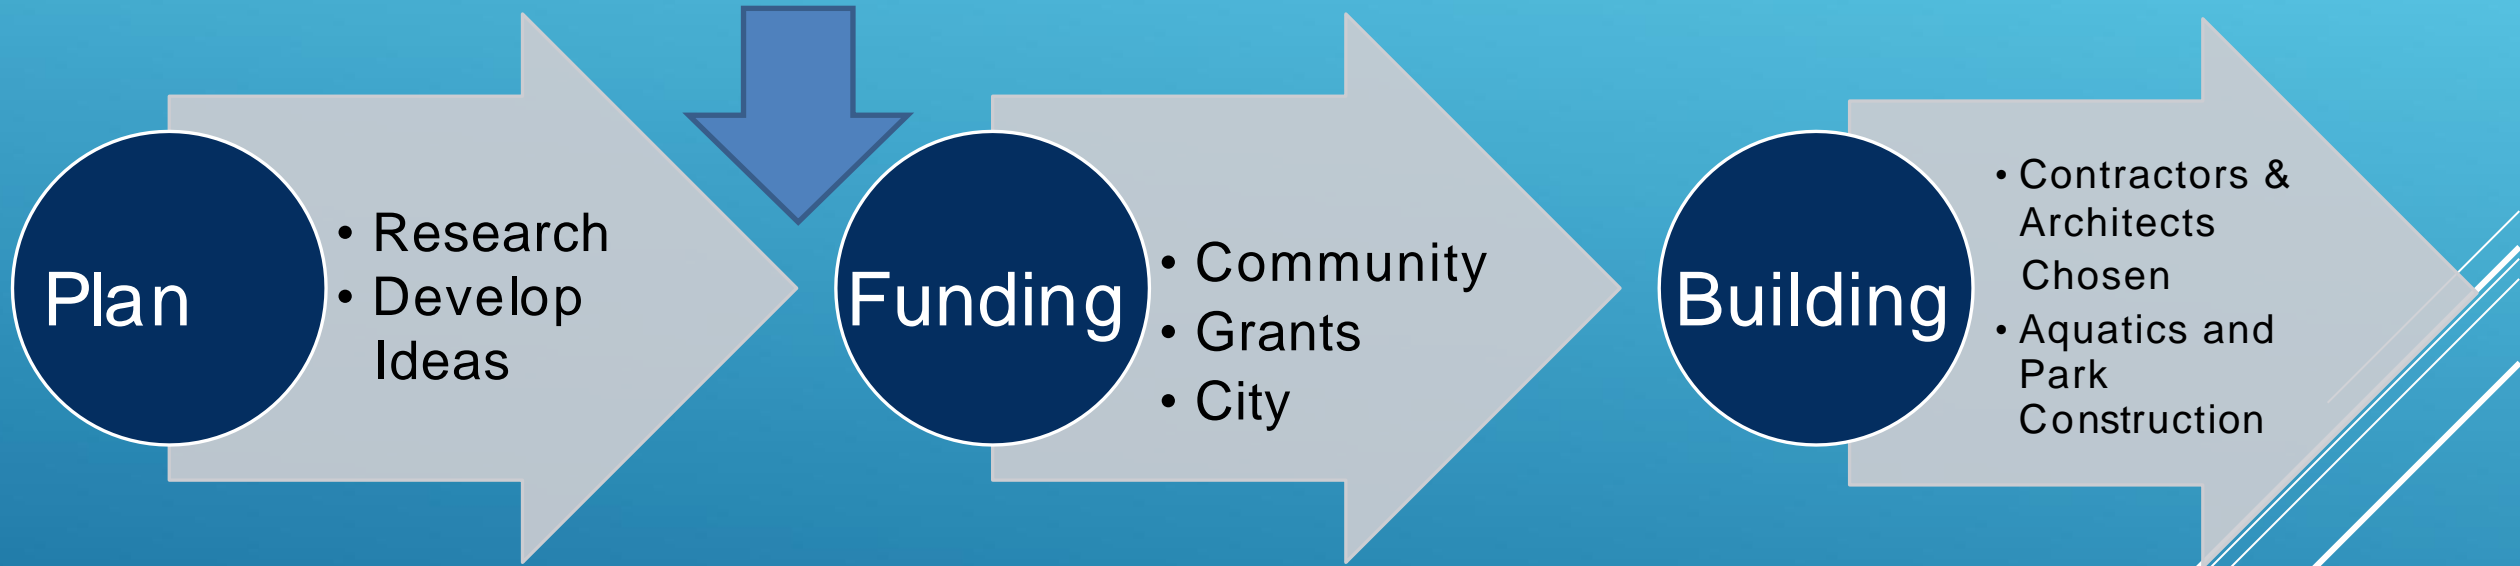 Plan
• Research
• Develop
Ideas
Funding
• Community
• Grants
• City
Building
• Contractors &
Architects
Chosen
• Aquatics and
Park
Construction